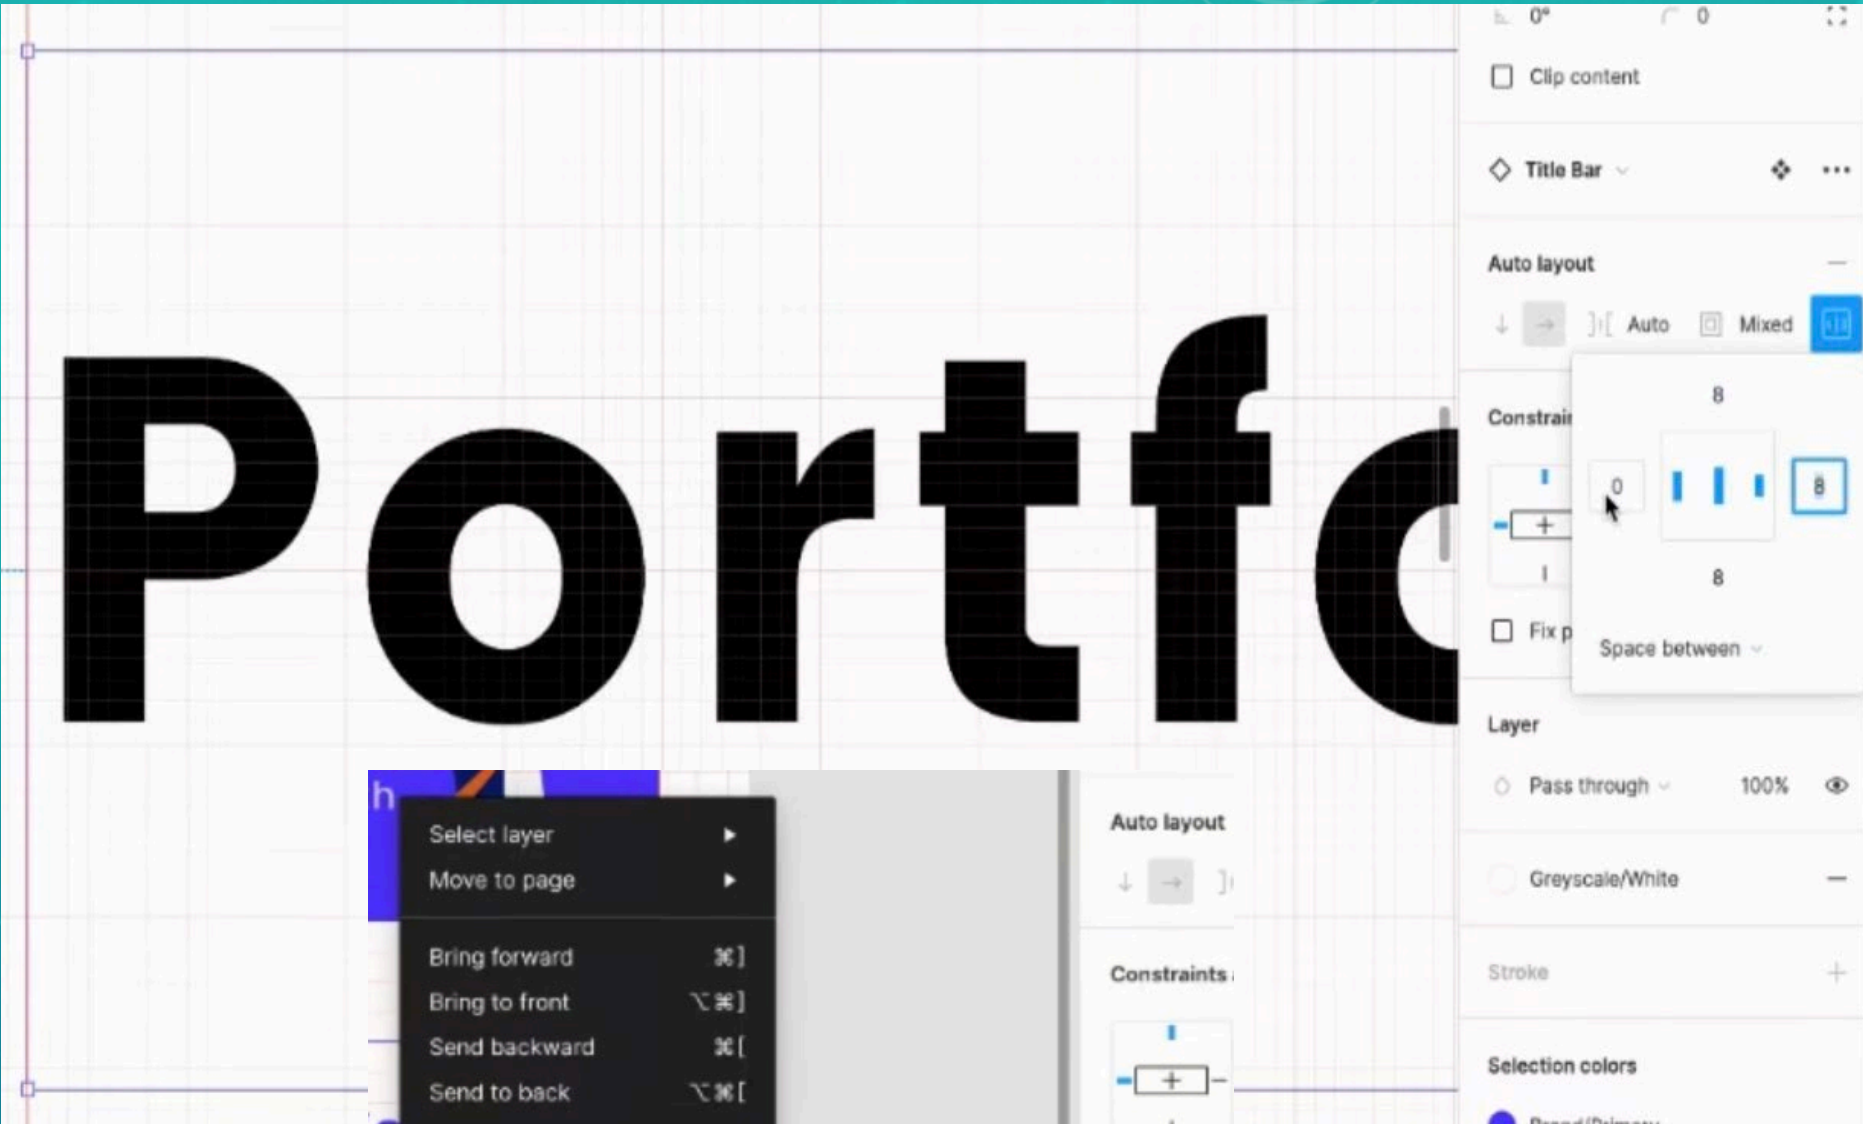 0° 0
Clip content
Title Bar
Auto layout
Auto Mixed
8
Constrain
0 8
8
Fix p
Space between
Portfo
Layer
Pass through 100%
Greyscale/White
Stroke
Selection colors
h
Select layer
Move to page
Bring forward ⌘]
Bring to front ⌥⌘]
Send backward ⌘[
Send to back ⌥⌘[
Auto layout
Constraints